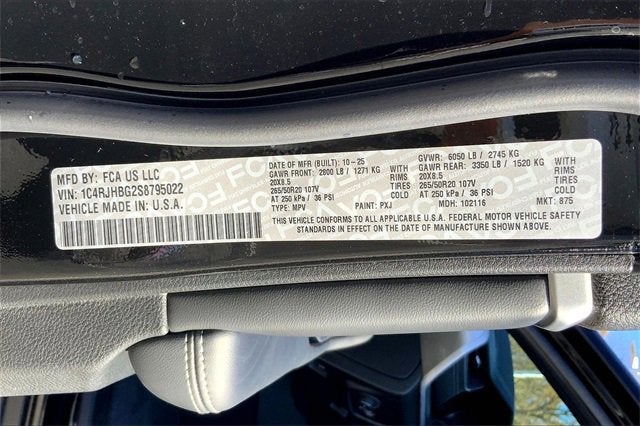 MFD BY: FCA US LLC
VIN: 1C4RJHBG2S8795022
VEHICLE MADE IN: U.S.A.
DATE OF MFR (BUILT): 10-25
GAWR FRONT: 2800 LB / 1271 KG
20X8.5 TIRES
265/50R20 107V RIMS
AT 250 kPa / 36 PSI COLD
TYPE: MPV
GVWR: 6050 LB / 2745 KG
GAWR REAR: 3350 LB / 1520 KG
20X8.5 TIRES
265/50R20 107V RIMS
AT 250 kPa / 36 PSI COLD
PAINT: PXJ MDH: 102116 MKT: 875
THIS VEHICLE CONFORMS TO ALL APPLICABLE U.S.A. FEDERAL MOTOR VEHICLE SAFETY
STANDARDS IN EFFECT ON THE DATE OF MANUFACTURE SHOWN ABOVE.